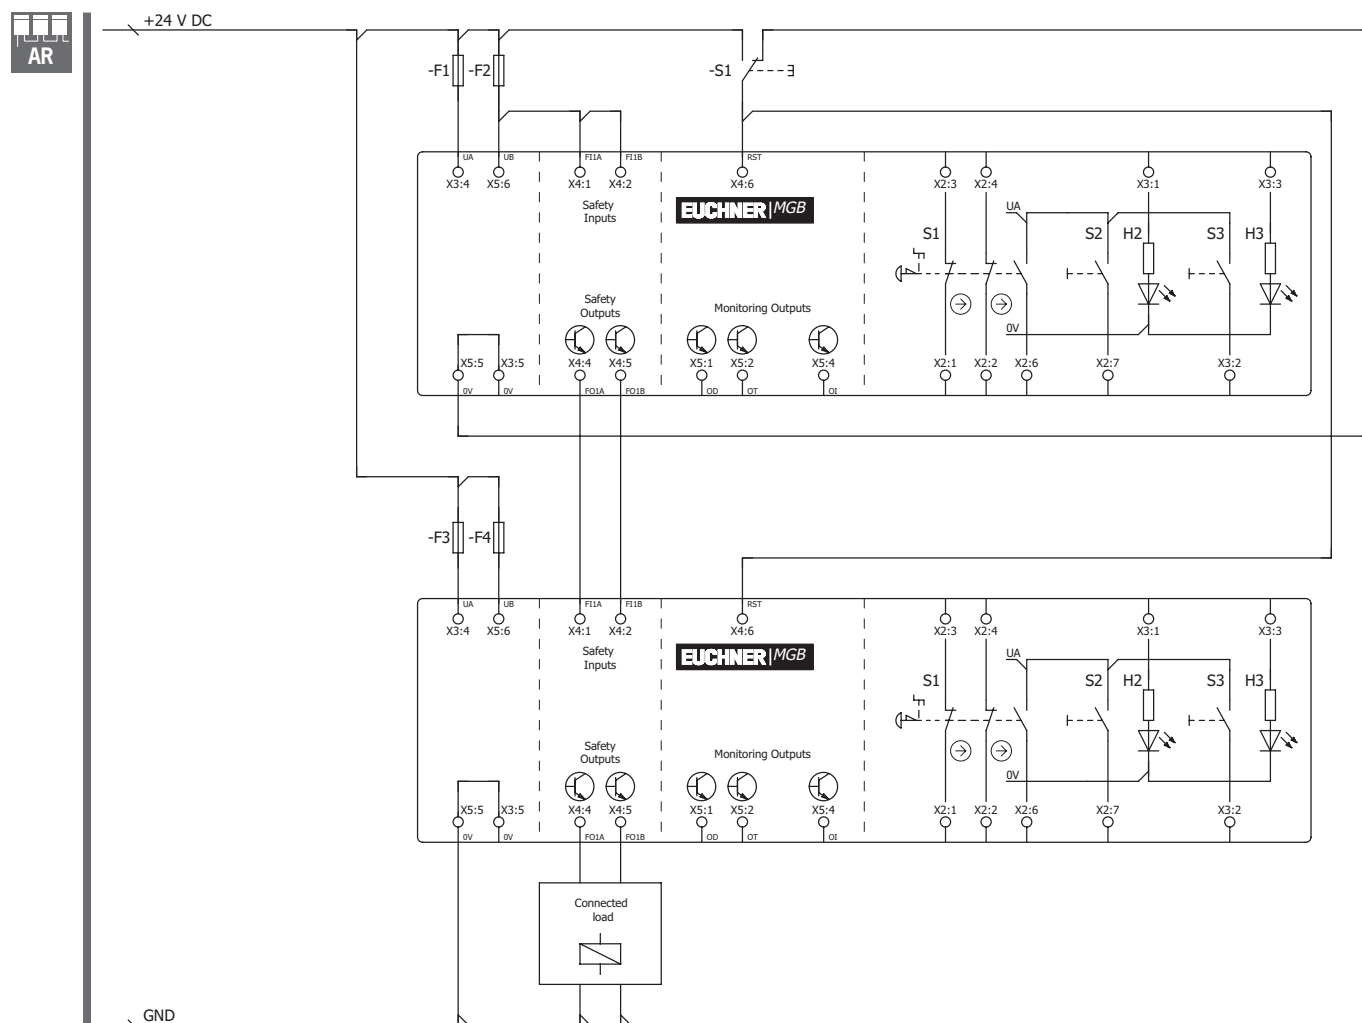 +24 V DC
AR
-F1 -F2 -S1
UA UB FI1A FI1B RST
X3:4 X5:6 X4:1 X4:2 X4:6 X2:3 X2:4 X3:1 X3:3
Safety
Inputs
EUCHNER|MGB
UA
S1 S2 H2 S3 H3
Safety
Outputs
Monitoring Outputs
0V
X5:5 X3:5 X4:4 X4:5 X5:1 X5:2 X5:4 X2:1 X2:2 X2:6 X2:7 X3:2
0V 0V FO1A FO1B OD OT OI
-F3 -F4
UA UB FI1A FI1B RST
X3:4 X5:6 X4:1 X4:2 X4:6 X2:3 X2:4 X3:1 X3:3
Safety
Inputs
EUCHNER|MGB
UA
S1 S2 H2 S3 H3
Safety
Outputs
Monitoring Outputs
0V
X5:5 X3:5 X4:4 X4:5 X5:1 X5:2 X5:4 X2:1 X2:2 X2:6 X2:7 X3:2
0V 0V FO1A FO1B OD OT OI
Connected
load
GND